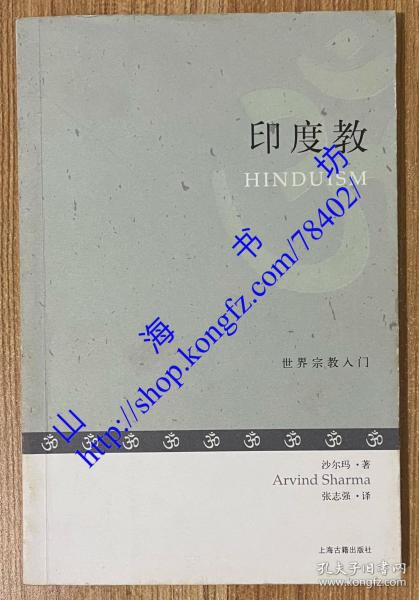 印度教
HINDUISM
世界宗教入门
沙尔玛·著
Arvind Sharma
张志强·译
上海古籍出版社
山海书坊
http://shop.kongfz.com/78402/
孔夫子旧书网